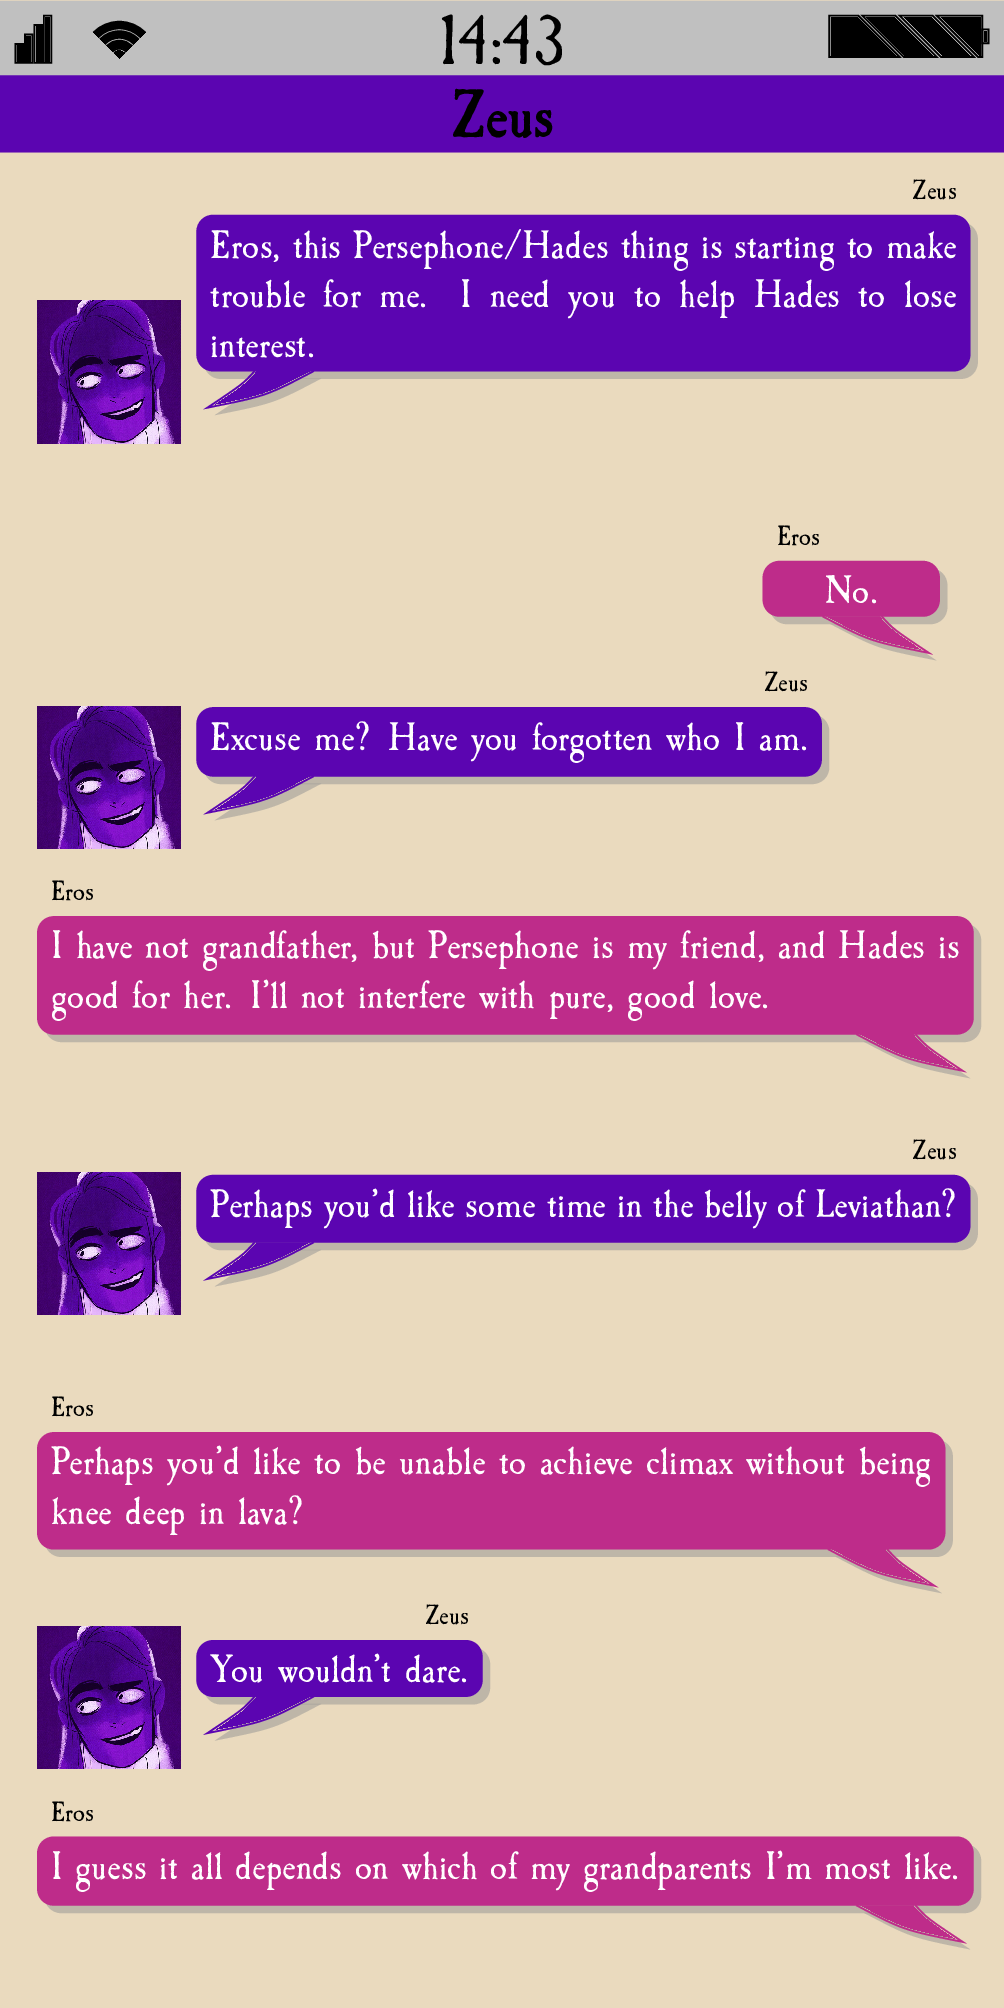 14:43
Zeus
Zeus
Eros, this Persephone/Hades thing is starting to make
trouble for me. I need you to help Hades to lose
interest.
Eros
No.
Zeus
Excuse me? Have you forgotten who I am.
Eros
I have not grandfather, but Persephone is my friend, and Hades is
good for her. I'll not interfere with pure, good love.
Zeus
Perhaps you'd like some time in the belly of Leviathan?
Eros
Perhaps you'd like to be unable to achieve climax without being
knee deep in lava?
Zeus
You wouldn't dare.
Eros
I guess it all depends on which of my grandparents I'm most like.